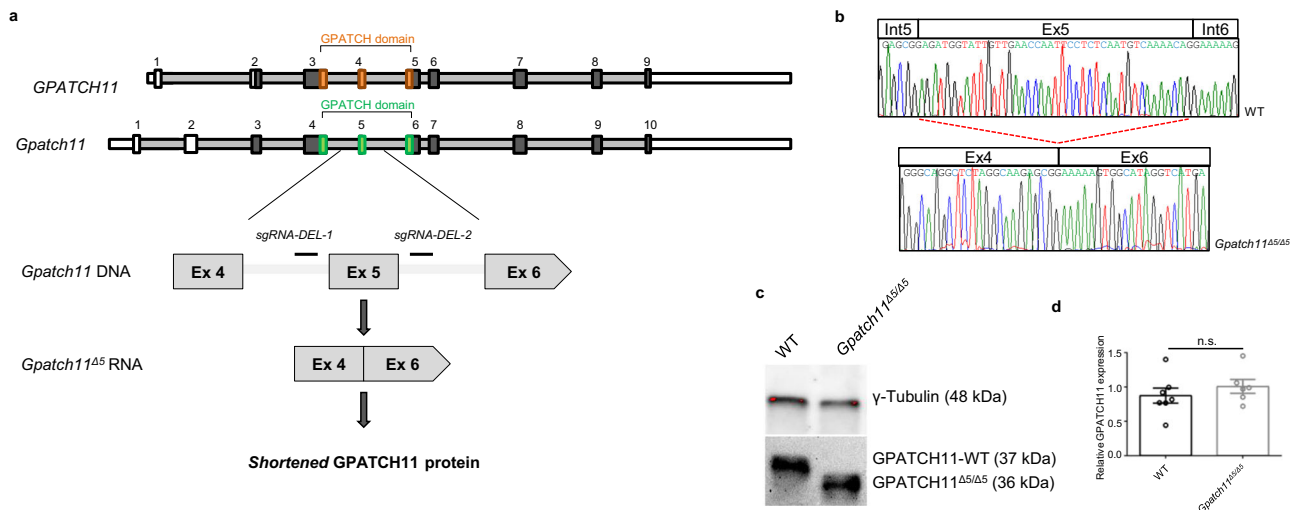 a
GPATCH domain
1 2 3 4 5 6 7 8 9
GPATCH11
GPATCH domain
1 2 3 4 5 6 7 8 9 10
Gpatch11
sgRNA-DEL-1 sgRNA-DEL-2
Gpatch11 DNA Ex 4 Ex 5 Ex 6
Gpatch11Δ5 RNA Ex 4 Ex 6
Shortened GPATCH11 protein
b
Int5 Ex5 Int6
GAGCGGAGATGGTATTGTTGAACCAATTCCTCTCAATGTCAAAACAGGAAAAAG
WT
Ex4 Ex6
GGGCAGGCTCTAGGCAAGAGCGGAAAAAGTGGCATAGGTCATGA
Gpatch11Δ5/Δ5
c
WT Gpatch11Δ5/Δ5
γ-Tubulin (48 kDa)
GPATCH11-WT (37 kDa)
GPATCH11Δ5/Δ5 (36 kDa)
d
n.s.
Relative GPATCH11 expression
1.5
1.0
0.5
0.0
WT Gpatch11Δ5/Δ5